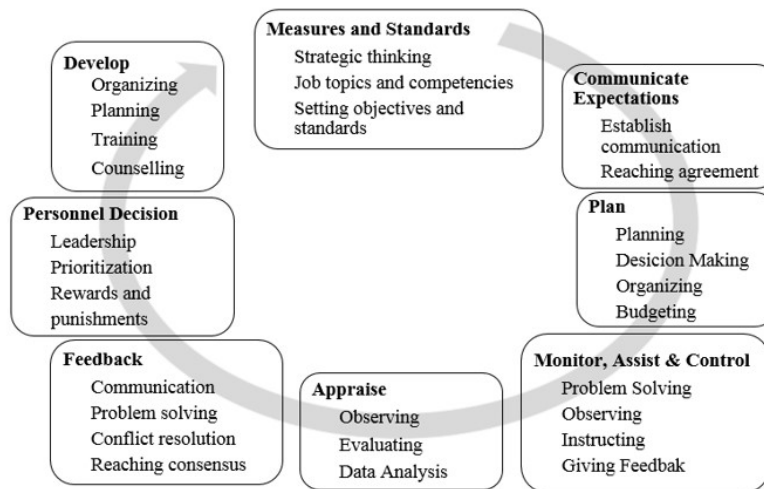 Measures and Standards
Strategic thinking
Job topics and competencies
Setting objectives and
standards
Communicate
Expectations
Establish
communication
Reaching agreement
Plan
Planning
Desicion Making
Organizing
Budgeting
Monitor, Assist & Control
Problem Solving
Observing
Instructing
Giving Feedbak
Appraise
Observing
Evaluating
Data Analysis
Feedback
Communication
Problem solving
Conflict resolution
Reaching consensus
Personnel Decision
Leadership
Prioritization
Rewards and
punishments
Develop
Organizing
Planning
Training
Counselling